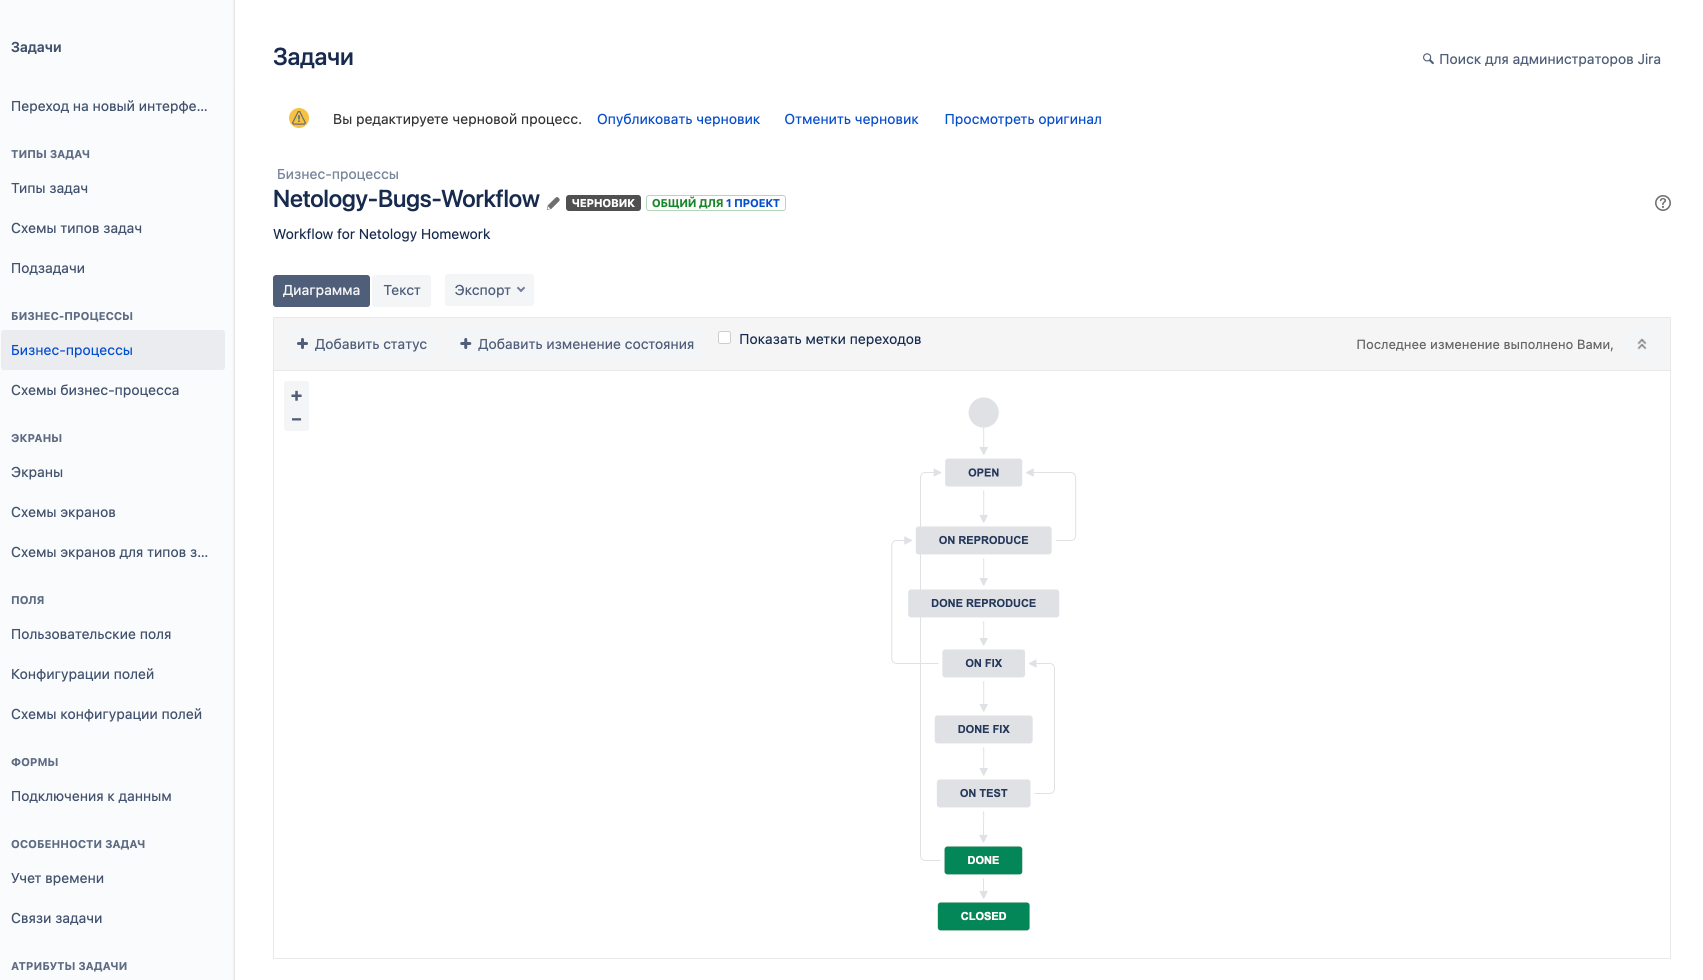 Задачи
Переход на новый интерфе...
ТИПЫ ЗАДАЧ
Типы задач
Схемы типов задач
Подзадачи
БИЗНЕС-ПРОЦЕССЫ
Бизнес-процессы
Схемы бизнес-процесса
ЭКРАНЫ
Экраны
Схемы экранов
Схемы экранов для типов з...
ПОЛЯ
Пользовательские поля
Конфигурации полей
Схемы конфигурации полей
ФОРМЫ
Подключения к данным
ОСОБЕННОСТИ ЗАДАЧ
Учет времени
Связи задачи
АТРИБУТЫ ЗАДАЧИ
Задачи
Поиск для администраторов Jira
Вы редактируете черновой процесс. Опубликовать черновик Отменить черновик Просмотреть оригинал
Бизнес-процессы
Netology-Bugs-Workflow ЧЕРНОВИК ОБЩИЙ ДЛЯ 1 ПРОЕКТ
Workflow for Netology Homework
Диаграмма Текст Экспорт
+ Добавить статус + Добавить изменение состояния Показать метки переходов Последнее изменение выполнено Вами,
+
−
OPEN
ON REPRODUCE
DONE REPRODUCE
ON FIX
DONE FIX
ON TEST
DONE
CLOSED